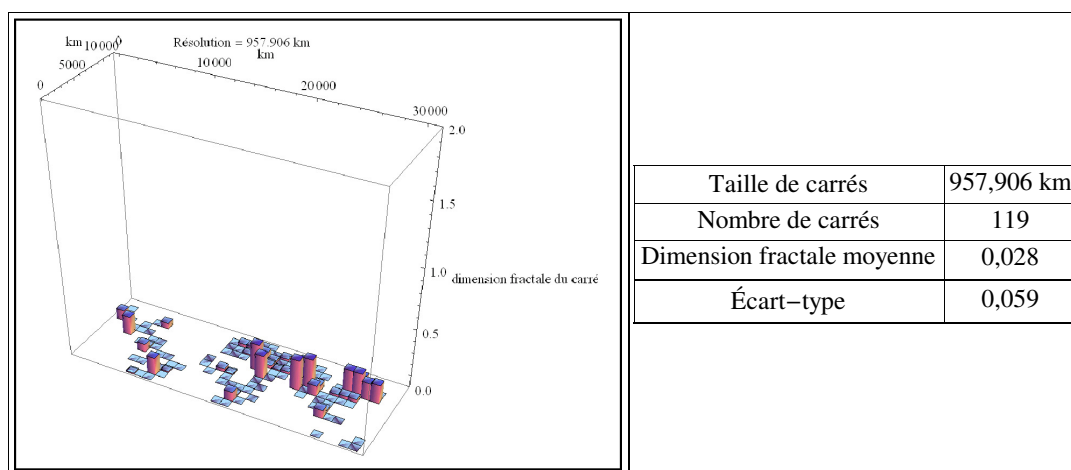 Résolution = 957.906 km
km
km
0
5000
10000
0
10000
20000
30000
2.0
1.5
1.0
dimension fractale du carré
0.5
0.0
Taille de carrés 957,906 km
Nombre de carrés 119
Dimension fractale moyenne 0,028
Écart−type 0,059